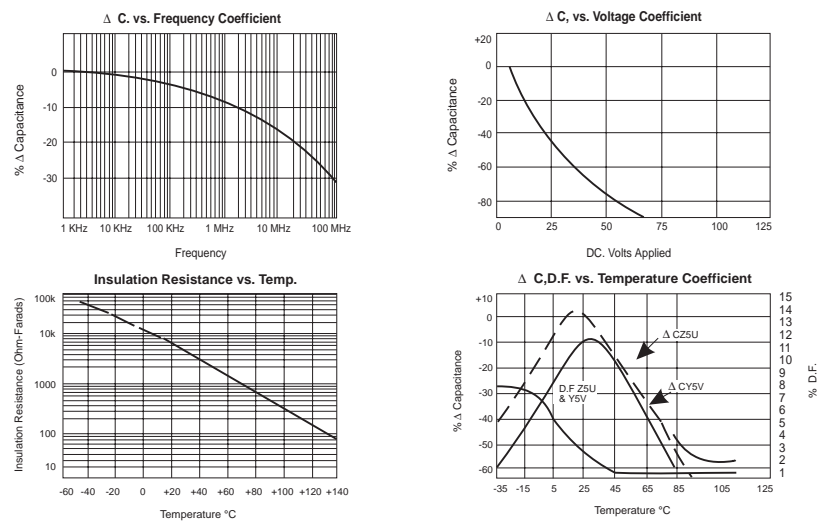 Δ C. vs. Frequency Coefficient
% Δ Capacitance
0
-10
-20
-30
1 KHz 10 KHz 100 KHz 1 MHz 10 MHz 100 MHz
Frequency
Δ C, vs. Voltage Coefficient
% Δ Capacitance
+20
0
-20
-40
-60
-80
0 25 50 75 100 125
DC. Volts Applied
Insulation Resistance vs. Temp.
Insulation Resistance (Ohm-Farads)
100k
10k
1000
100
10
-60 -40 -20 0 +20 +40 +60 +80 +100 +120 +140
Temperature °C
Δ C,D.F. vs. Temperature Coefficient
% Δ Capacitance
+10
0
-10
-20
-30
-40
-50
-60
Δ CZ5U
Δ CY5V
D.F Z5U
& Y5V
15
14
13
12
11
10
9
8
7
6
5
4
3
2
1
% D.F.
-35 -15 5 25 45 65 85 105 125
Temperature °C